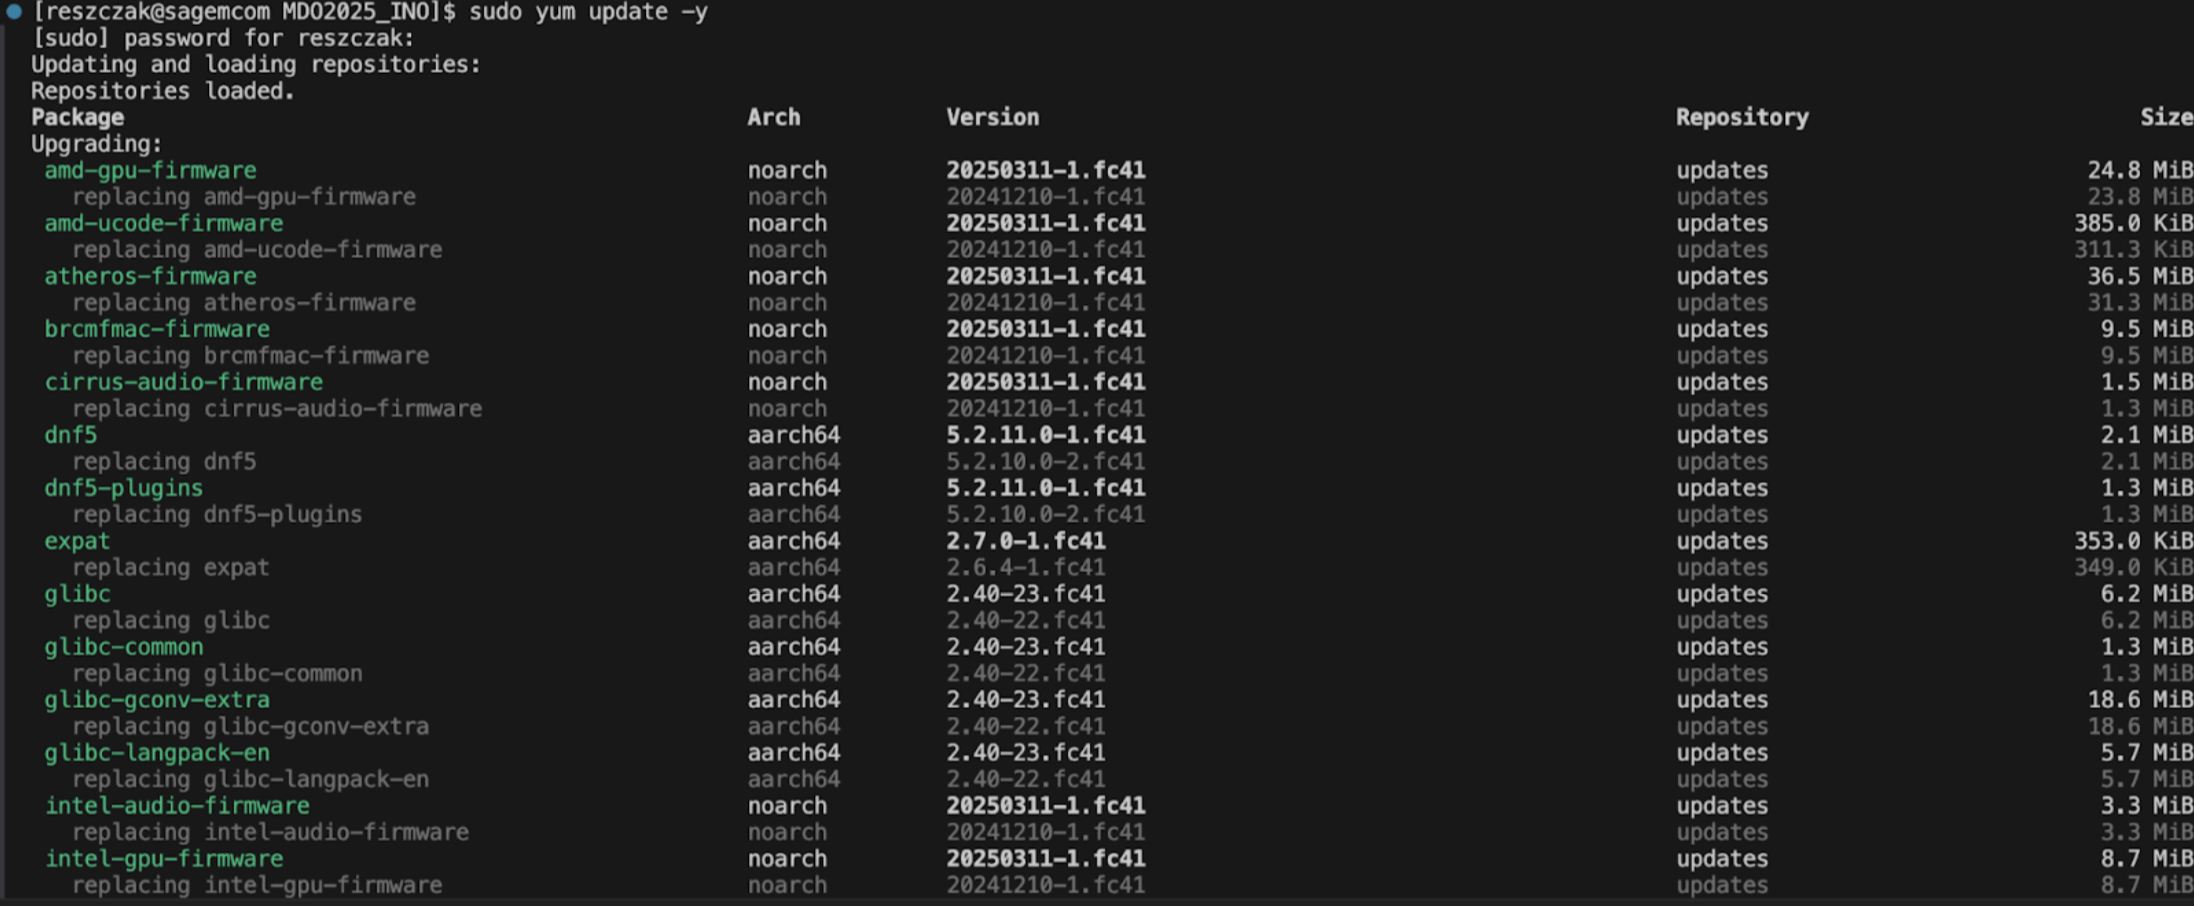 [reszczak@sagemcom MDO2025_INO]$ sudo yum update -y
[sudo] password for reszczak:
Updating and loading repositories:
Repositories loaded.
Package Arch Version Repository Size
Upgrading:
amd-gpu-firmware noarch 20250311-1.fc41 updates 24.8 MiB
replacing amd-gpu-firmware noarch 20241210-1.fc41 updates 23.8 MiB
amd-ucode-firmware noarch 20250311-1.fc41 updates 385.0 KiB
replacing amd-ucode-firmware noarch 20241210-1.fc41 updates 311.3 KiB
atheros-firmware noarch 20250311-1.fc41 updates 36.5 MiB
replacing atheros-firmware noarch 20241210-1.fc41 updates 31.3 MiB
brcmfmac-firmware noarch 20250311-1.fc41 updates 9.5 MiB
replacing brcmfmac-firmware noarch 20241210-1.fc41 updates 9.5 MiB
cirrus-audio-firmware noarch 20250311-1.fc41 updates 1.5 MiB
replacing cirrus-audio-firmware noarch 20241210-1.fc41 updates 1.3 MiB
dnf5 aarch64 5.2.11.0-1.fc41 updates 2.1 MiB
replacing dnf5 aarch64 5.2.10.0-2.fc41 updates 2.1 MiB
dnf5-plugins aarch64 5.2.11.0-1.fc41 updates 1.3 MiB
replacing dnf5-plugins aarch64 5.2.10.0-2.fc41 updates 1.3 MiB
expat aarch64 2.7.0-1.fc41 updates 353.0 KiB
replacing expat aarch64 2.6.4-1.fc41 updates 349.0 KiB
glibc aarch64 2.40-23.fc41 updates 6.2 MiB
replacing glibc aarch64 2.40-22.fc41 updates 6.2 MiB
glibc-common aarch64 2.40-23.fc41 updates 1.3 MiB
replacing glibc-common aarch64 2.40-22.fc41 updates 1.3 MiB
glibc-gconv-extra aarch64 2.40-23.fc41 updates 18.6 MiB
replacing glibc-gconv-extra aarch64 2.40-22.fc41 updates 18.6 MiB
glibc-langpack-en aarch64 2.40-23.fc41 updates 5.7 MiB
replacing glibc-langpack-en aarch64 2.40-22.fc41 updates 5.7 MiB
intel-audio-firmware noarch 20250311-1.fc41 updates 3.3 MiB
replacing intel-audio-firmware noarch 20241210-1.fc41 updates 3.3 MiB
intel-gpu-firmware noarch 20250311-1.fc41 updates 8.7 MiB
replacing intel-gpu-firmware noarch 20241210-1.fc41 updates 8.7 MiB